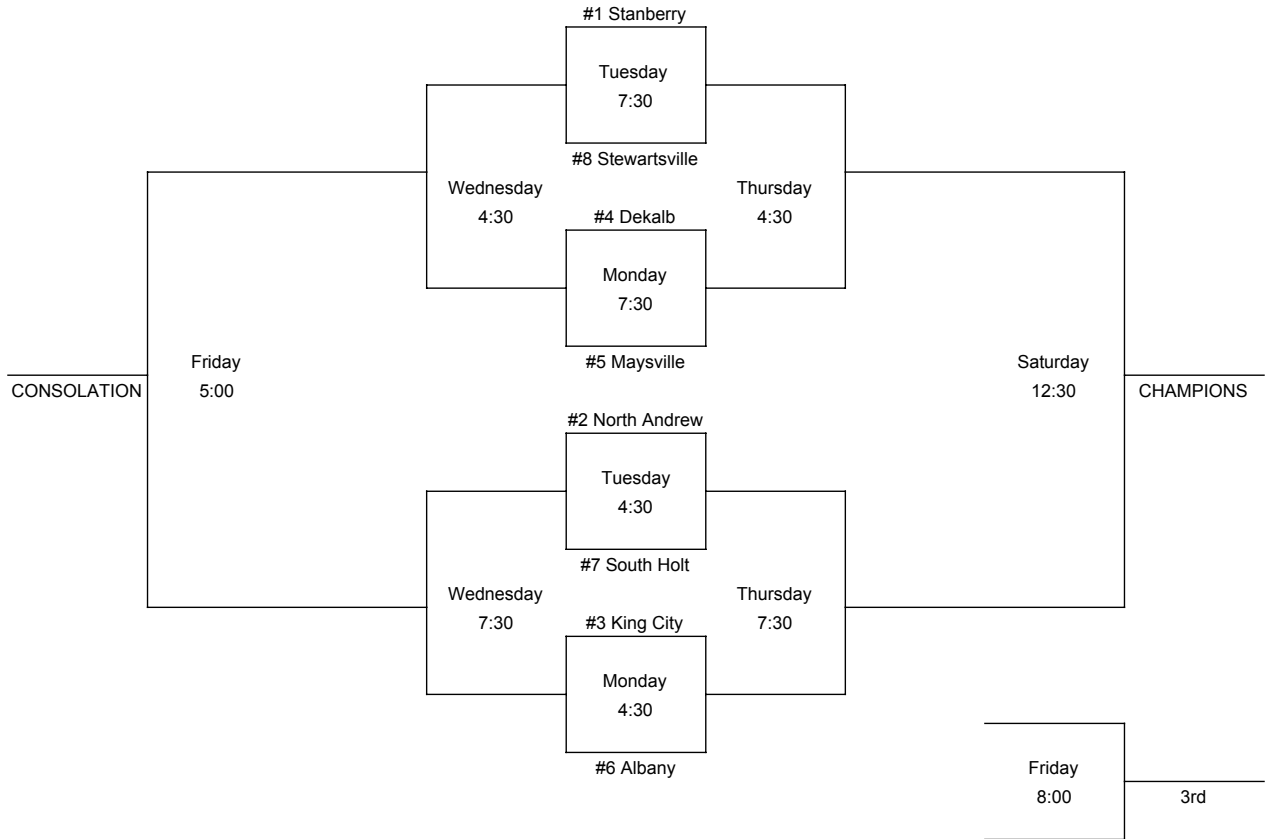 #1 Stanberry
Tuesday
7:30
#8 Stewartsville
Wednesday
4:30
Thursday
4:30
#4 Dekalb
Monday
7:30
#5 Maysville
Friday
5:00
CONSOLATION
Saturday
12:30
CHAMPIONS
#2 North Andrew
Tuesday
4:30
#7 South Holt
Wednesday
7:30
Thursday
7:30
#3 King City
Monday
4:30
#6 Albany
Friday
8:00
3rd